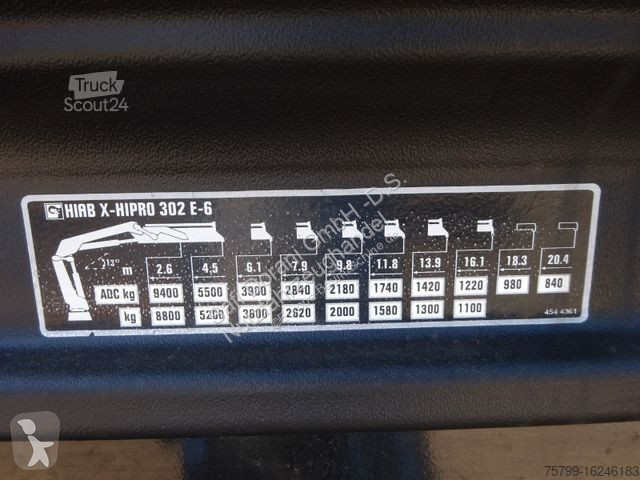 Truck
Scout24
HIAB X-HIPRO 302 E-6
13°
m 2.6 4.5 6.1 7.9 9.8 11.8 13.9 16.1 18.3 20.4
ADC kg 9400 5500 3900 2840 2180 1740 1420 1220 980 840
kg 8800 5200 3600 2620 2000 1580 1300 1100
454 4361
GmbH -D.S.
75799-16246183